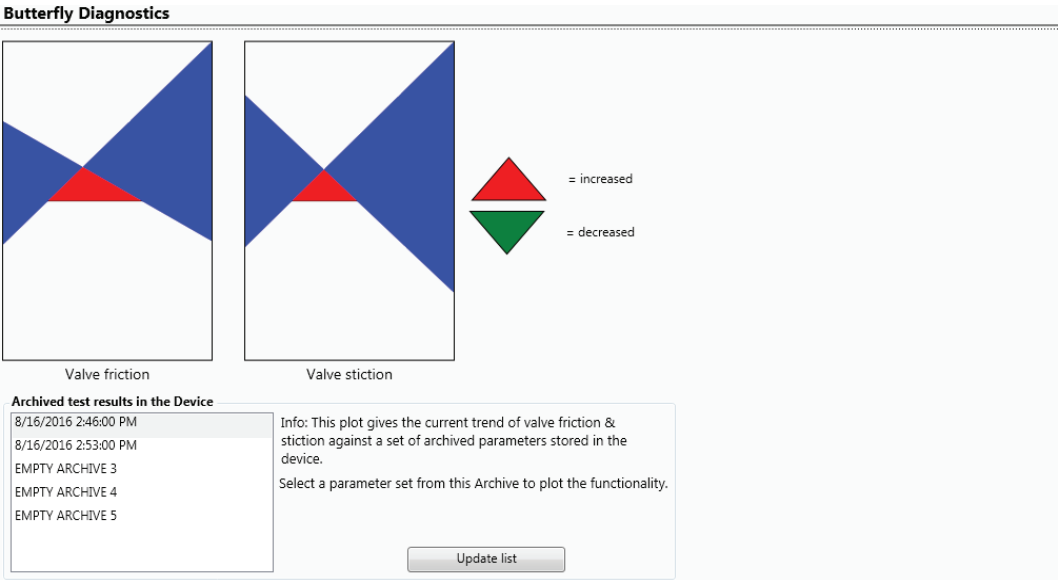 Butterfly Diagnostics
= increased
= decreased
Valve friction
Valve stiction
Archived test results in the Device
8/16/2016 2:46:00 PM
8/16/2016 2:53:00 PM
EMPTY ARCHIVE 3
EMPTY ARCHIVE 4
EMPTY ARCHIVE 5
Info: This plot gives the current trend of valve friction &
stiction against a set of archived parameters stored in the
device.
Select a parameter set from this Archive to plot the functionality.
Update list